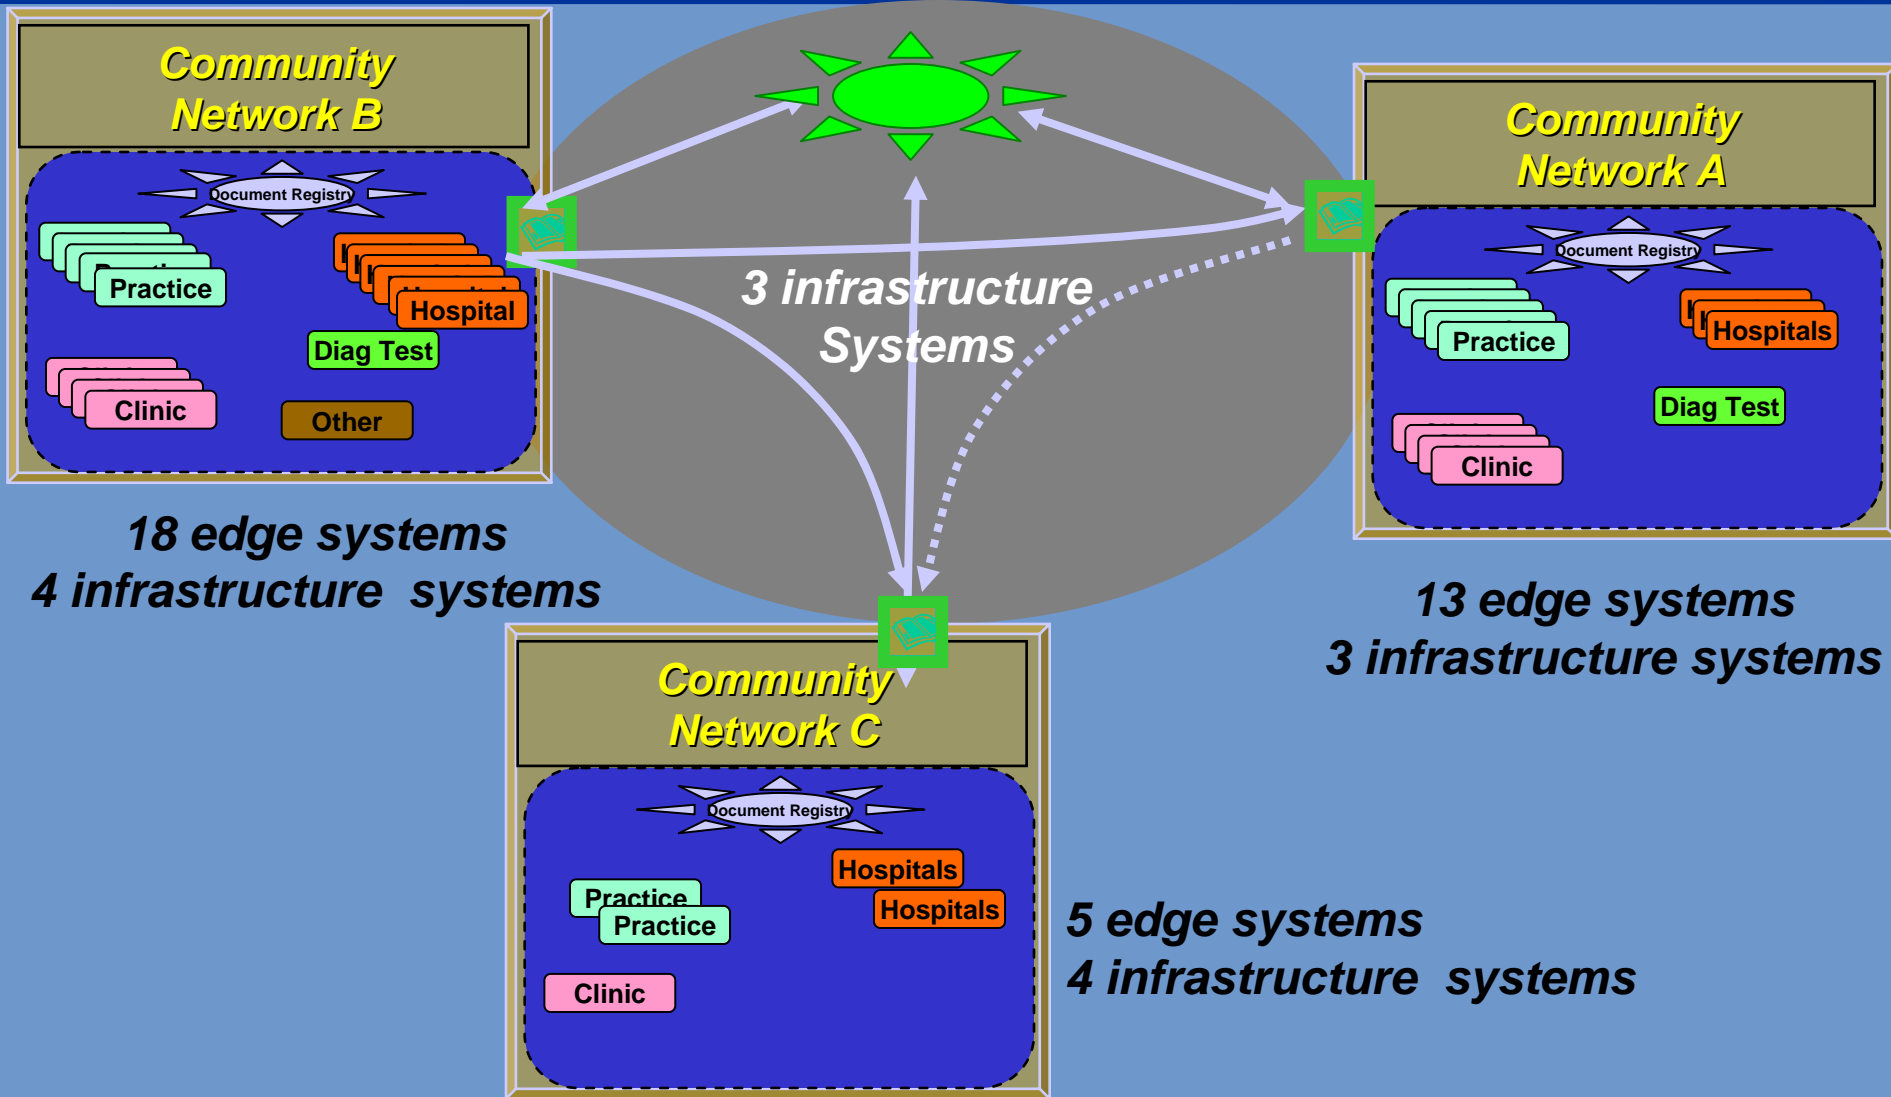 Community
Network B
Document Registry
Practice
Hospital
Diag Test
Clinic
Other
18 edge systems
4 infrastructure systems
3 infrastructure
Systems
Community
Network A
Document Registry
Practice
Hospitals
Diag Test
Clinic
13 edge systems
3 infrastructure systems
Community
Network C
Document Registry
Hospitals
Hospitals
Practice
Practice
Clinic
5 edge systems
4 infrastructure systems